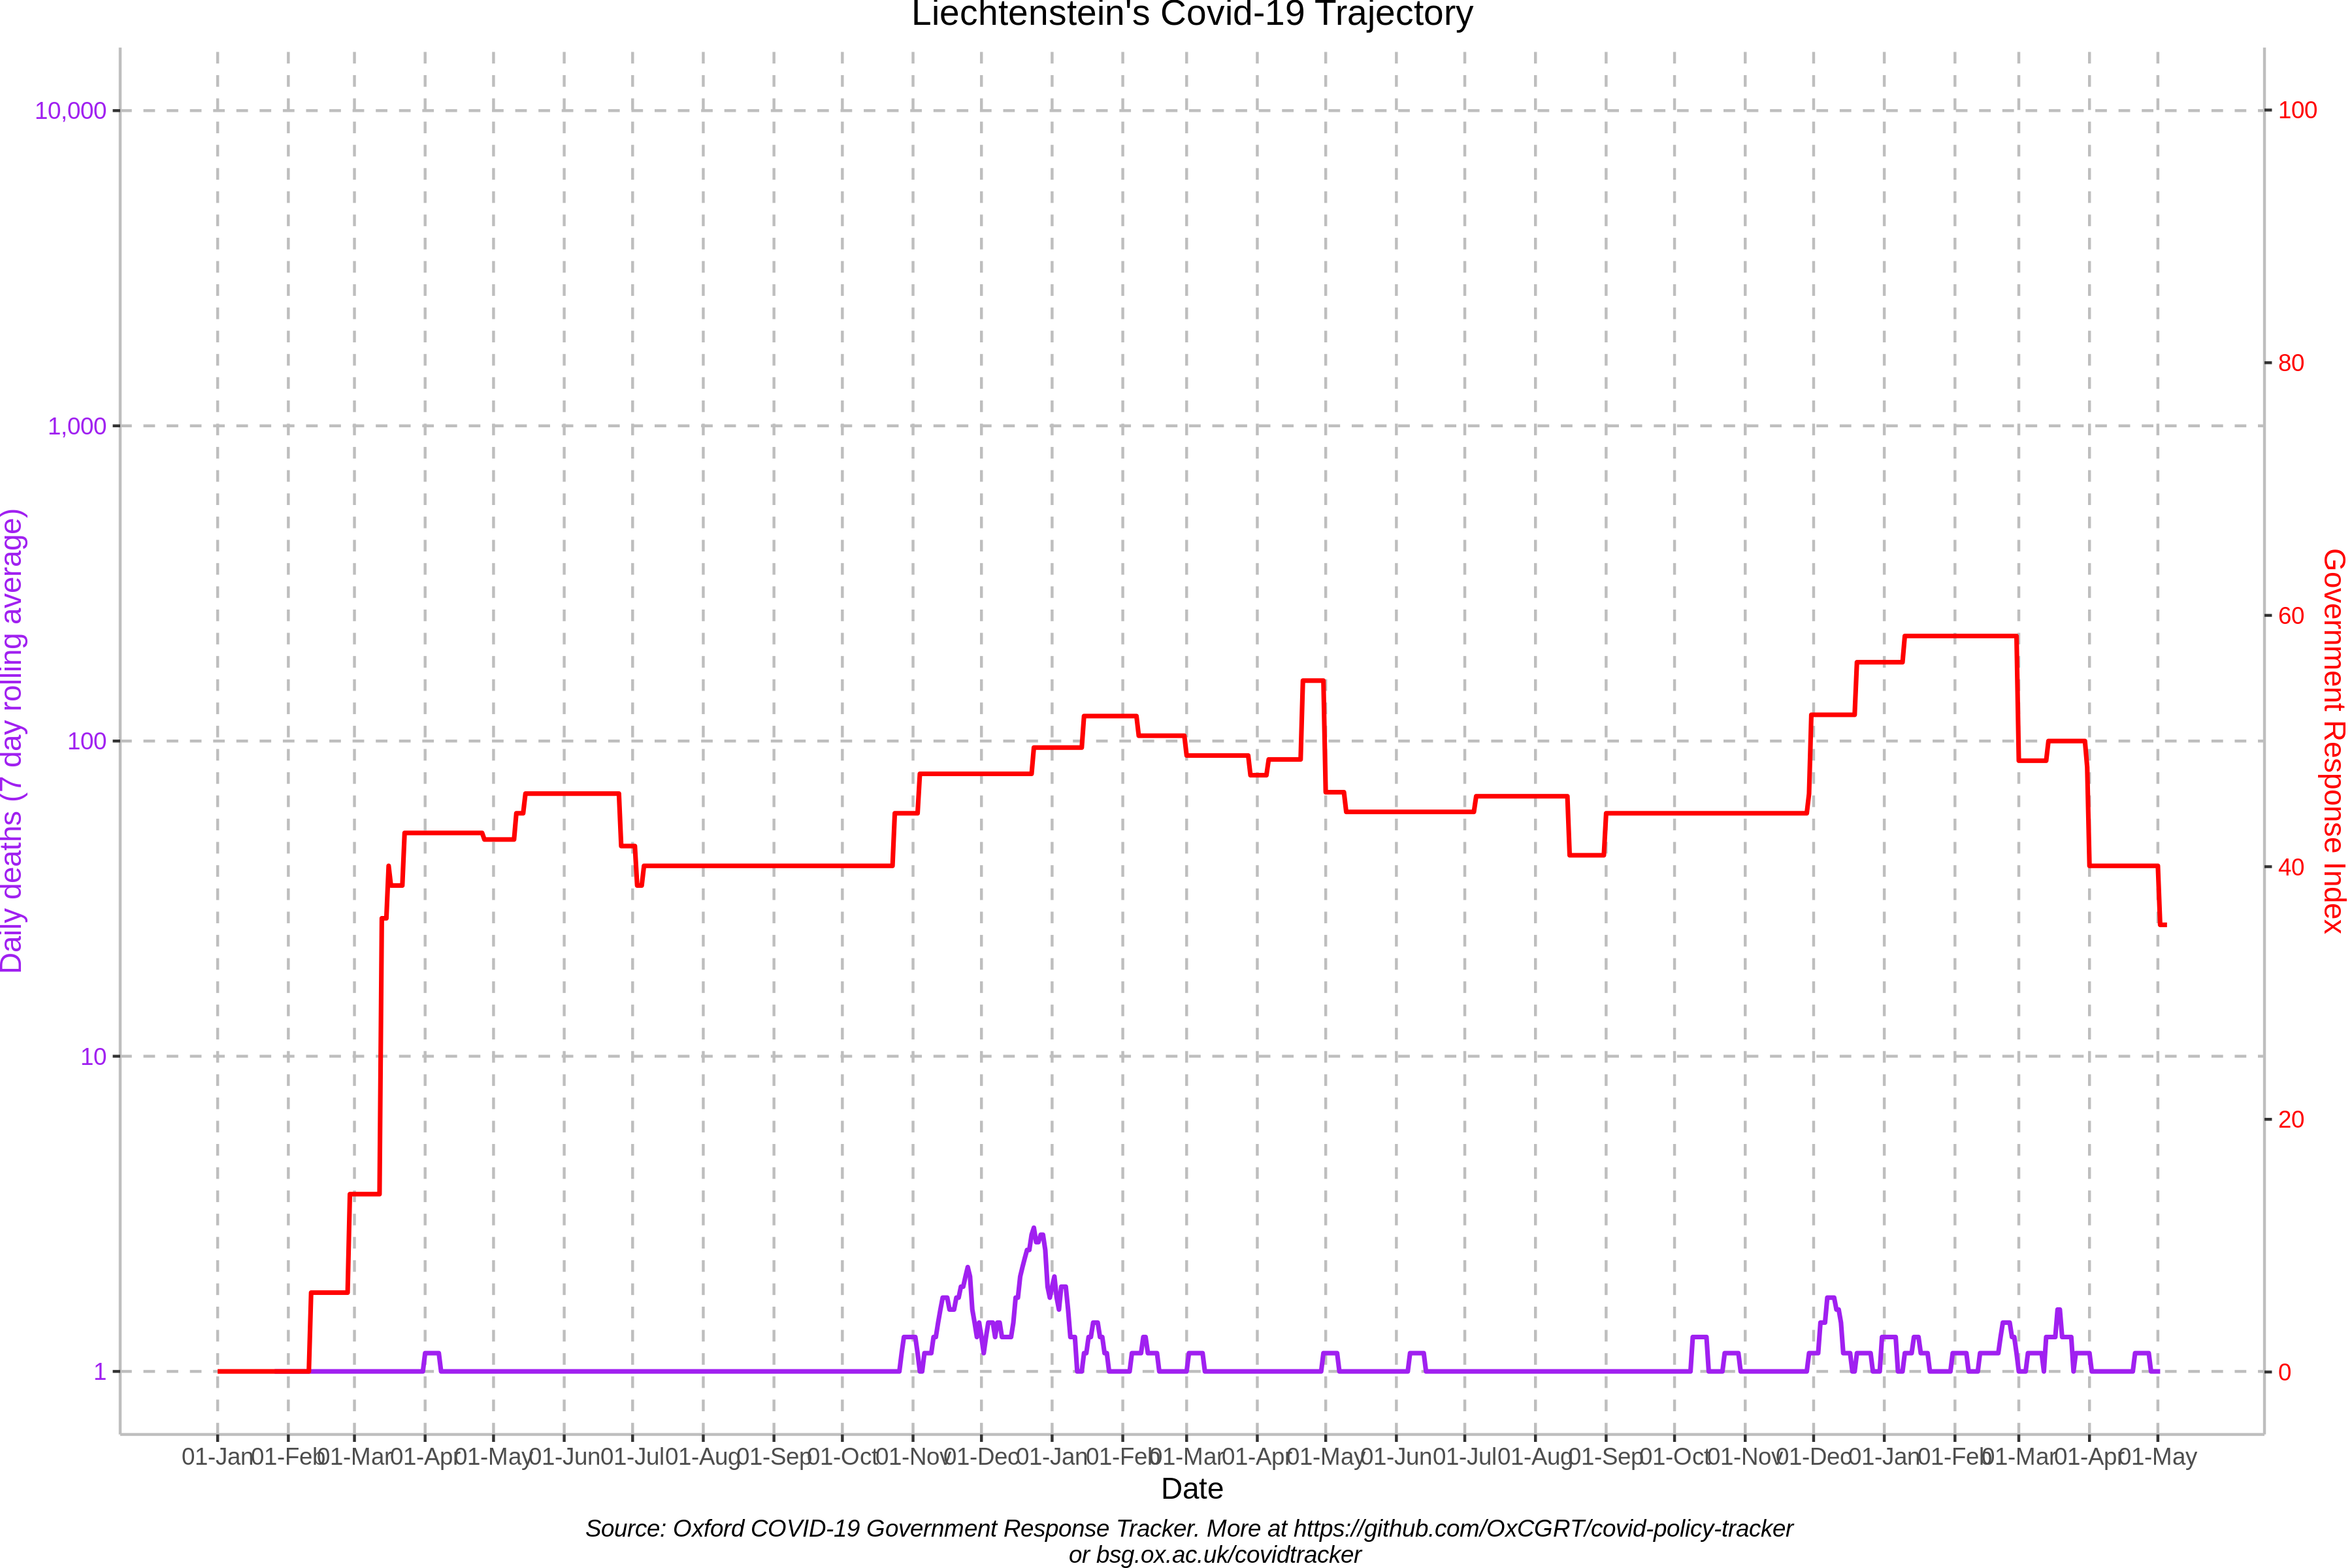 Liechtenstein's Covid-19 Trajectory
10,000
1,000
100
10
1
Daily deaths (7 day rolling average)
100
80
60
40
20
0
Government Response Index
01-Jan 01-Feb 01-Mar 01-Apr 01-May 01-Jun 01-Jul 01-Aug 01-Sep 01-Oct 01-Nov 01-Dec 01-Jan 01-Feb 01-Mar 01-Apr 01-May 01-Jun 01-Jul 01-Aug 01-Sep 01-Oct 01-Nov 01-Dec 01-Jan 01-Feb 01-Mar 01-Apr 01-May
Date
Source: Oxford COVID-19 Government Response Tracker. More at https://github.com/OxCGRT/covid-policy-tracker
or bsg.ox.ac.uk/covidtracker